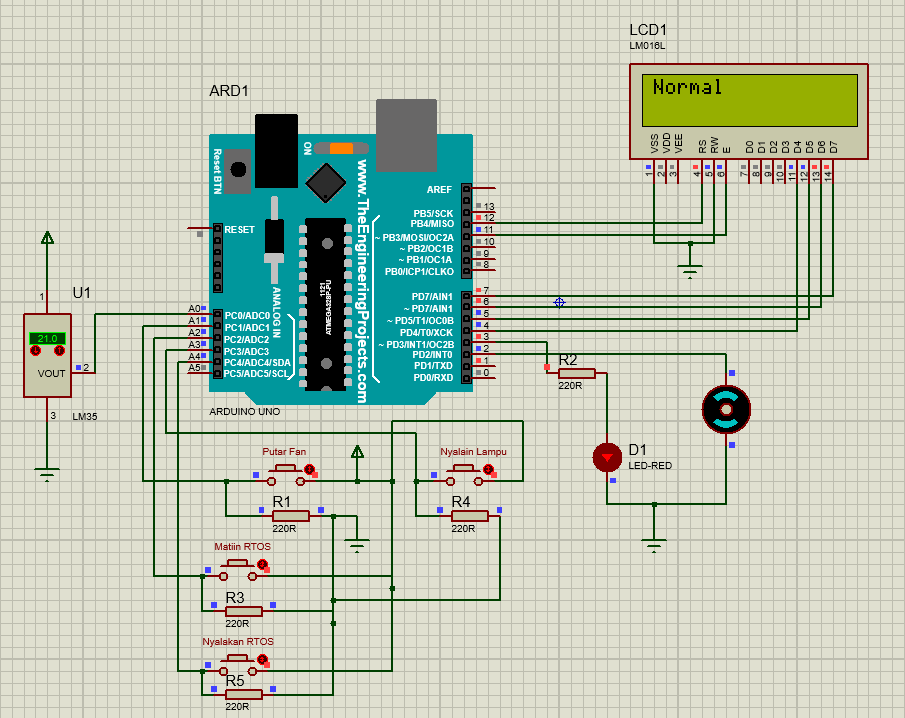 LCD1
LM016L
Normal
VSS
VDD
VEE
RS
RW
E
D0
D1
D2
D3
D4
D5
D6
D7
1
2
3
4
5
6
7
8
9
10
11
12
13
14
ARD1
Reset BTN
ON
www.TheEngineeringProjects.com
1121
ATMEGA328P-PU
ANALOG IN
RESET
AREF
PB5/SCK
13
PB4/MISO
12
~ PB3/MOSI/OC2A
11
~ PB2/OC1B
10
~ PB1/OC1A
9
PB0/ICP1/CLKO
8
PD7/AIN1
7
~ PD7/AIN1
6
~ PD5/T1/OC0B
5
PD4/T0/XCK
4
~ PD3/INT1/OC2B
3
PD2/INT0
2
PD1/TXD
1
PD0/RXD
0
A0
PC0/ADC0
A1
PC1/ADC1
A2
PC2/ADC2
A3
PC3/ADC3
A4
PC4/ADC4/SDA
A5
PC5/ADC5/SCL
ARDUINO UNO
U1
1
21.0
VOUT
2
3
LM35
R2
220R
D1
LED-RED
Putar Fan
R1
220R
Nyalain Lampu
R4
220R
Matiin RTOS
R3
220R
Nyalakan RTOS
R5
220R